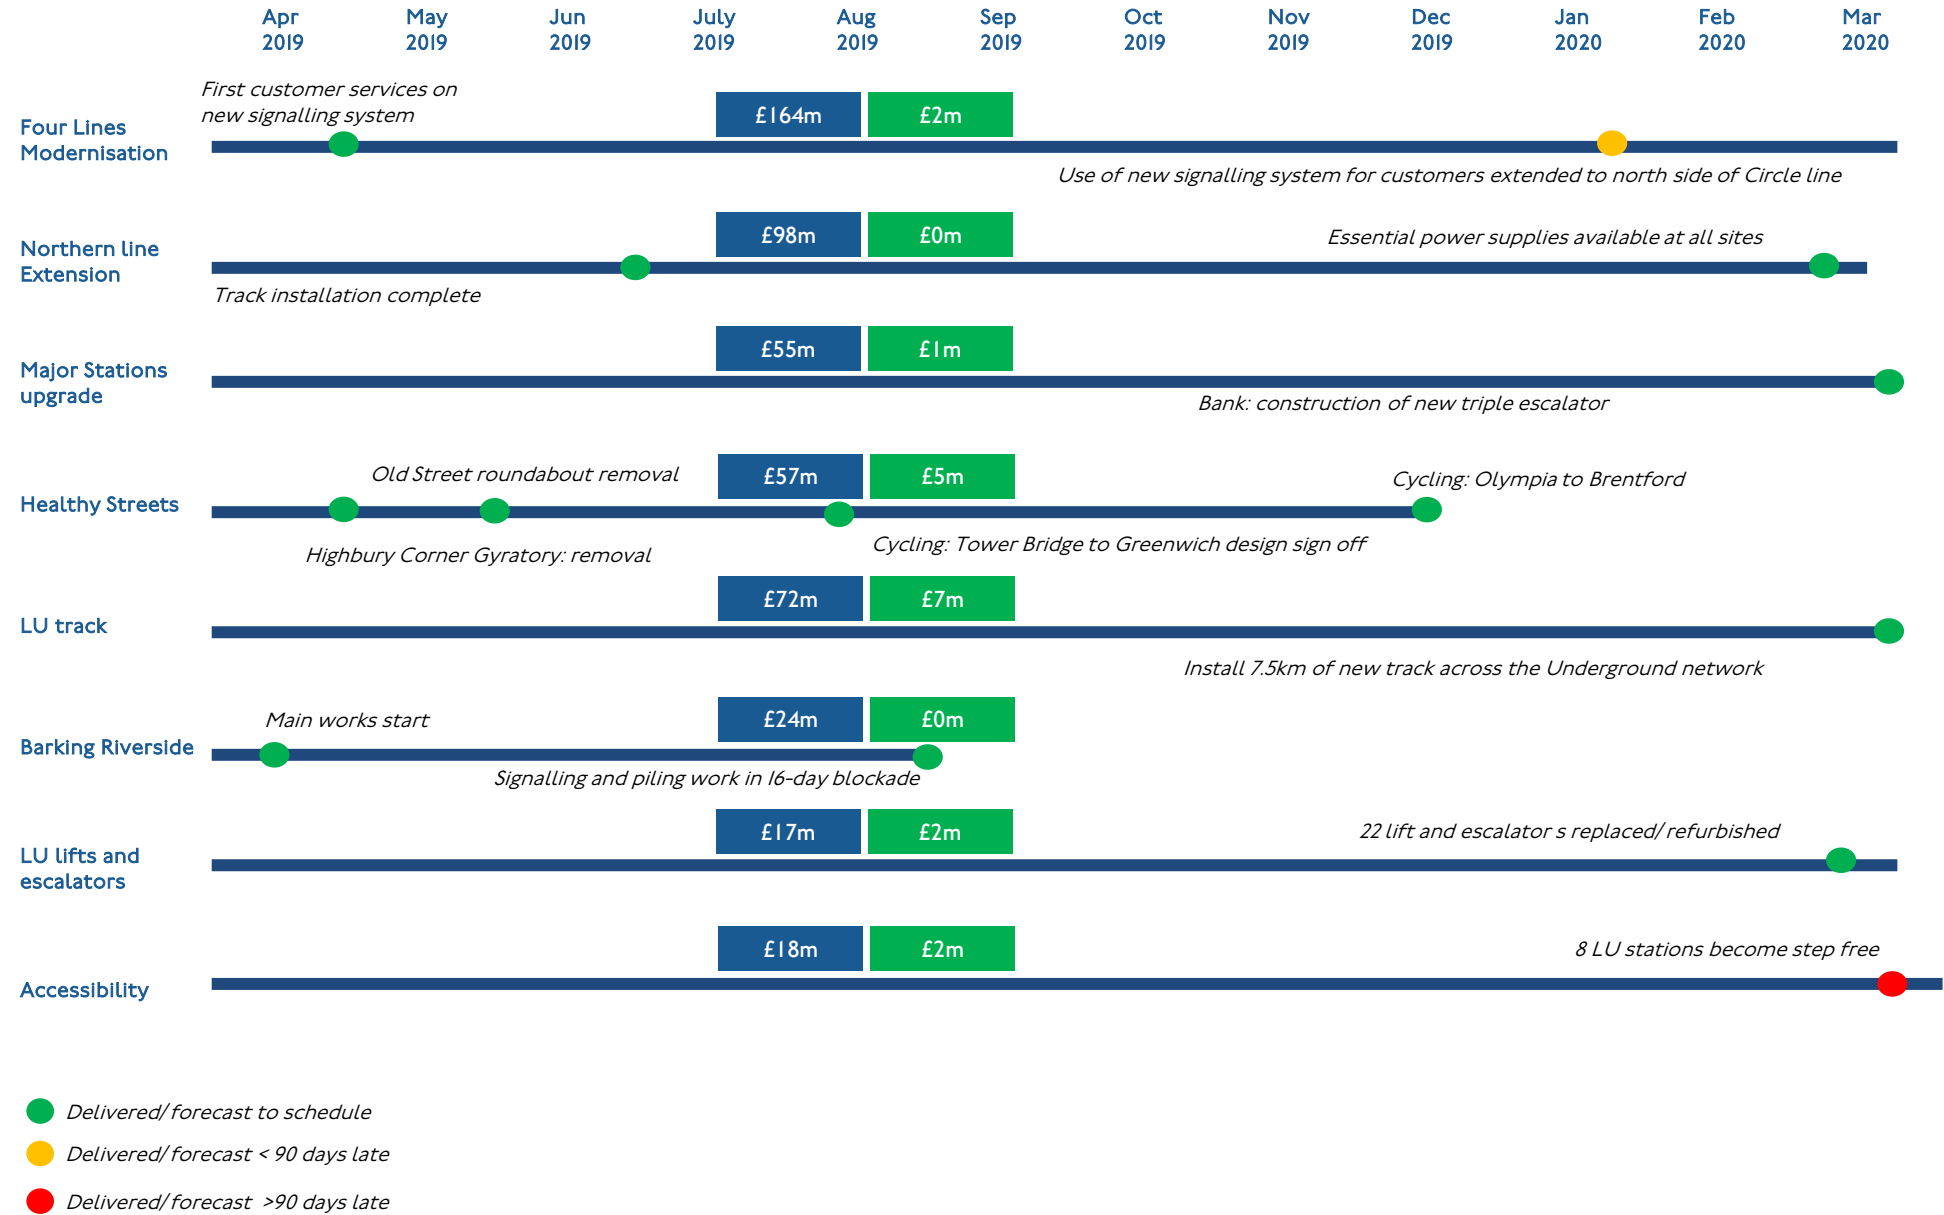 Apr May Jun July Aug Sep Oct Nov Dec Jan Feb Mar
2019 2019 2019 2019 2019 2019 2019 2019 2019 2020 2020 2020
First customer services on
new signalling system
£164m £2m
Four Lines
Modernisation
Use of new signalling system for customers extended to north side of Circle line
£98m £0m
Essential power supplies available at all sites
Northern line
Extension
Track installation complete
£55m £1m
Major Stations
upgrade
Bank: construction of new triple escalator
Old Street roundabout removal
£57m £5m
Cycling: Olympia to Brentford
Healthy Streets
Highbury Corner Gyratory: removal
Cycling: Tower Bridge to Greenwich design sign off
£72m £7m
LU track
Install 7.5km of new track across the Underground network
Main works start
£24m £0m
Barking Riverside
Signalling and piling work in 16-day blockade
£17m £2m
22 lift and escalator s replaced/refurbished
LU lifts and
escalators
£18m £2m
8 LU stations become step free
Accessibility
Delivered/forecast to schedule
Delivered/forecast < 90 days late
Delivered/forecast >90 days late